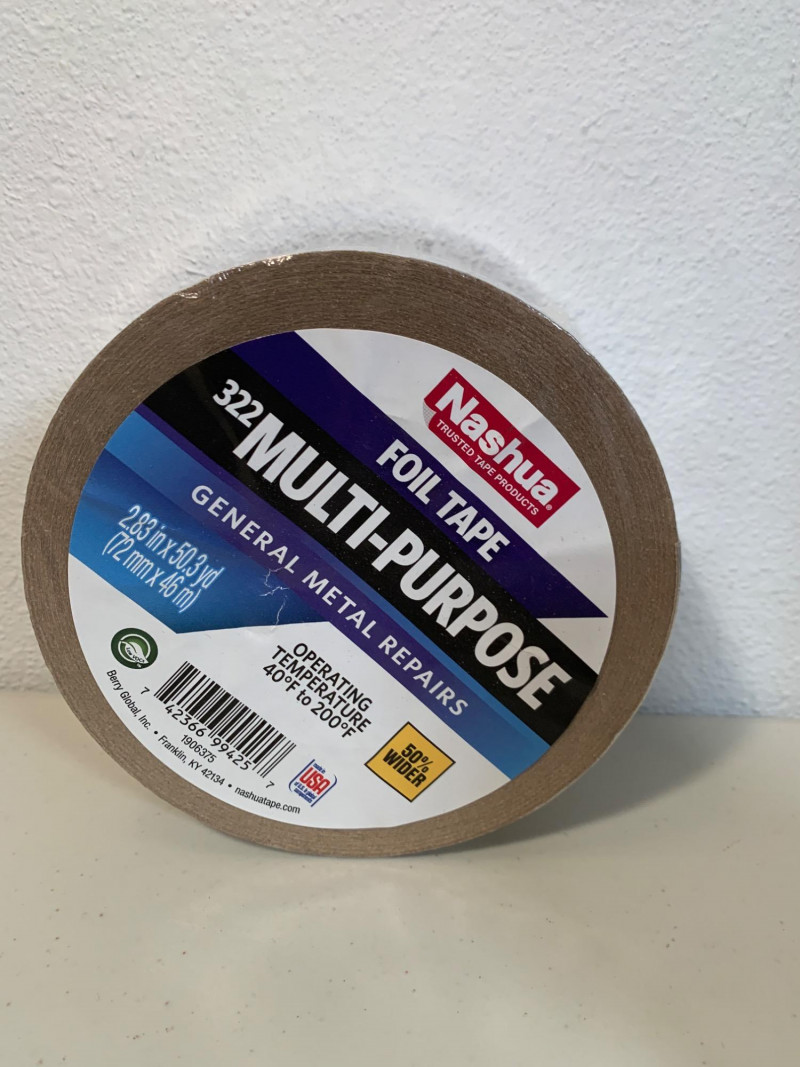 Nashua®
TRUSTED TAPE PRODUCTS
FOIL TAPE
322
MULTI-PURPOSE
GENERAL METAL REPAIRS
2.83 in x 50.3 yd
(72 mm x 46 m)
OPERATING
TEMPERATURE
40°F to 200°F
50%
WIDER
7 42366 99425 7
1906375
USA
Berry Global, Inc. • Franklin, KY 42134 • nashuatape.com